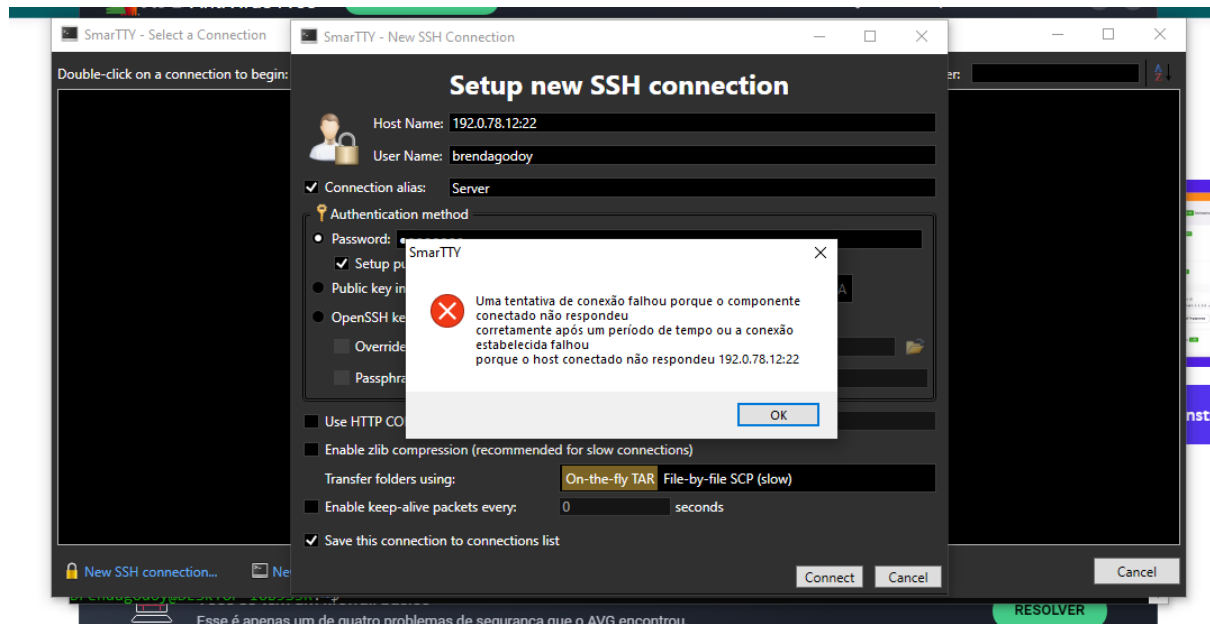 SmarTTY - Select a Connection
SmarTTY - New SSH Connection
Double-click on a connection to begin:
Setup new SSH connection
Host Name: 192.0.78.12:22
User Name: brendagodoy
Connection alias: Server
Authentication method
Password:
Setup pu
Public key in
A
OpenSSH ke
Override
Passphra
SmarTTY
Uma tentativa de conexão falhou porque o componente
conectado não respondeu
corretamente após um período de tempo ou a conexão
estabelecida falhou
porque o host conectado não respondeu 192.0.78.12:22
OK
Use HTTP CO
Enable zlib compression (recommended for slow connections)
Transfer folders using: On-the-fly TAR File-by-file SCP (slow)
Enable keep-alive packets every: 0 seconds
Save this connection to connections list
New SSH connection...
Ne
Connect Cancel
Cancel
Esse é apenas um de quatro problemas de segurança que o AVG encontrou
RESOLVER
nst